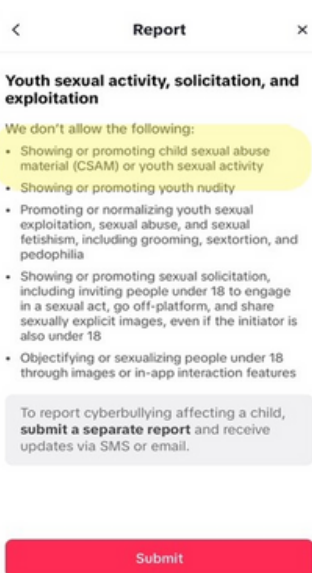 Report
Youth sexual activity, solicitation, and
exploitation
We don't allow the following:
• Showing or promoting child sexual abuse
material (CSAM) or youth sexual activity
• Showing or promoting youth nudity
• Promoting or normalizing youth sexual
exploitation, sexual abuse, and sexual
fetishism, including grooming, sextortion, and
pedophilia
• Showing or promoting sexual solicitation,
including inviting people under 18 to engage
in a sexual act, go off-platform, and share
sexually explicit images, even if the initiator is
also under 18
• Objectifying or sexualizing people under 18
through images or in-app interaction features
To report cyberbullying affecting a child,
submit a separate report and receive
updates via SMS or email.
Submit